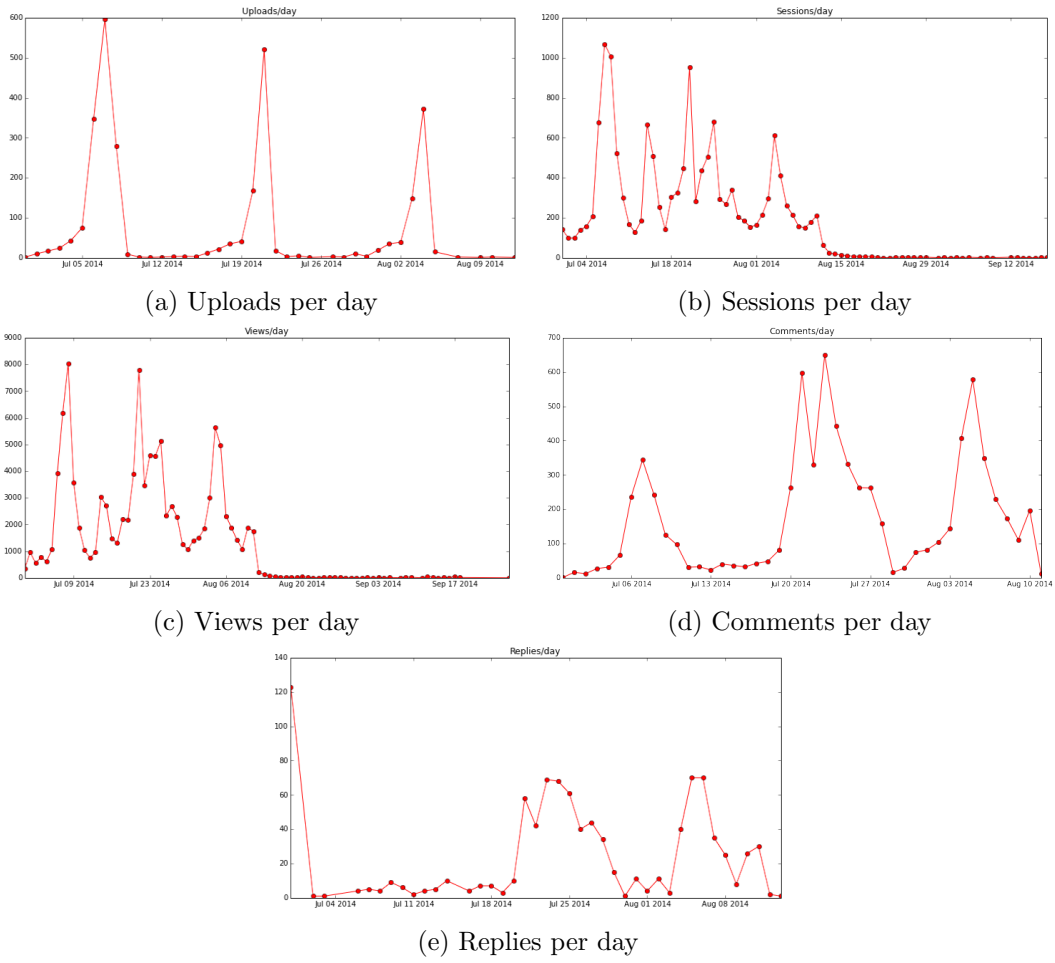 Uploads/day
600
500
400
300
200
100
0
Jul 05 2014 Jul 12 2014 Jul 19 2014 Jul 26 2014 Aug 02 2014 Aug 09 2014
(a) Uploads per day
Sessions/day
1200
1000
800
600
400
200
0
Jul 04 2014 Jul 18 2014 Aug 01 2014 Aug 15 2014 Aug 29 2014 Sep 12 2014
(b) Sessions per day
Views/day
9000
8000
7000
6000
5000
4000
3000
2000
1000
0
Jul 09 2014 Jul 23 2014 Aug 06 2014 Aug 20 2014 Sep 03 2014 Sep 17 2014
(c) Views per day
Comments/day
700
600
500
400
300
200
100
0
Jul 06 2014 Jul 13 2014 Jul 20 2014 Jul 27 2014 Aug 03 2014 Aug 10 2014
(d) Comments per day
Replies/day
140
120
100
80
60
40
20
0
Jul 04 2014 Jul 11 2014 Jul 18 2014 Jul 25 2014 Aug 01 2014 Aug 08 2014
(e) Replies per day